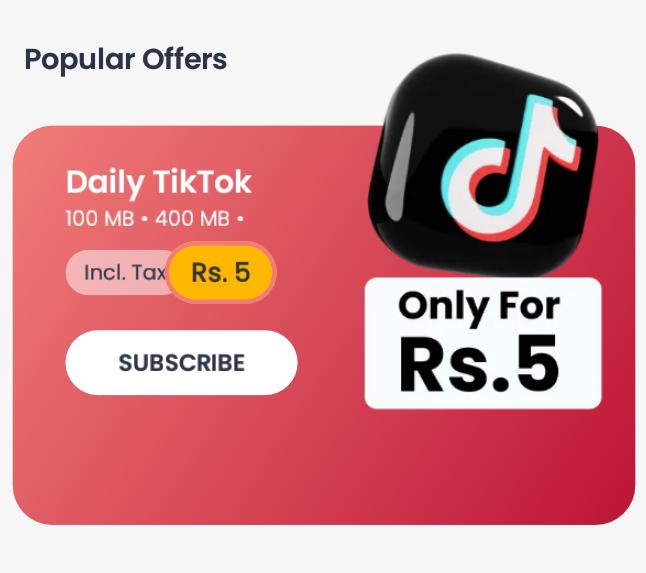 Popular Offers
Daily TikTok
100 MB • 400 MB •
Incl. Tax Rs. 5
SUBSCRIBE
Only For
Rs.5